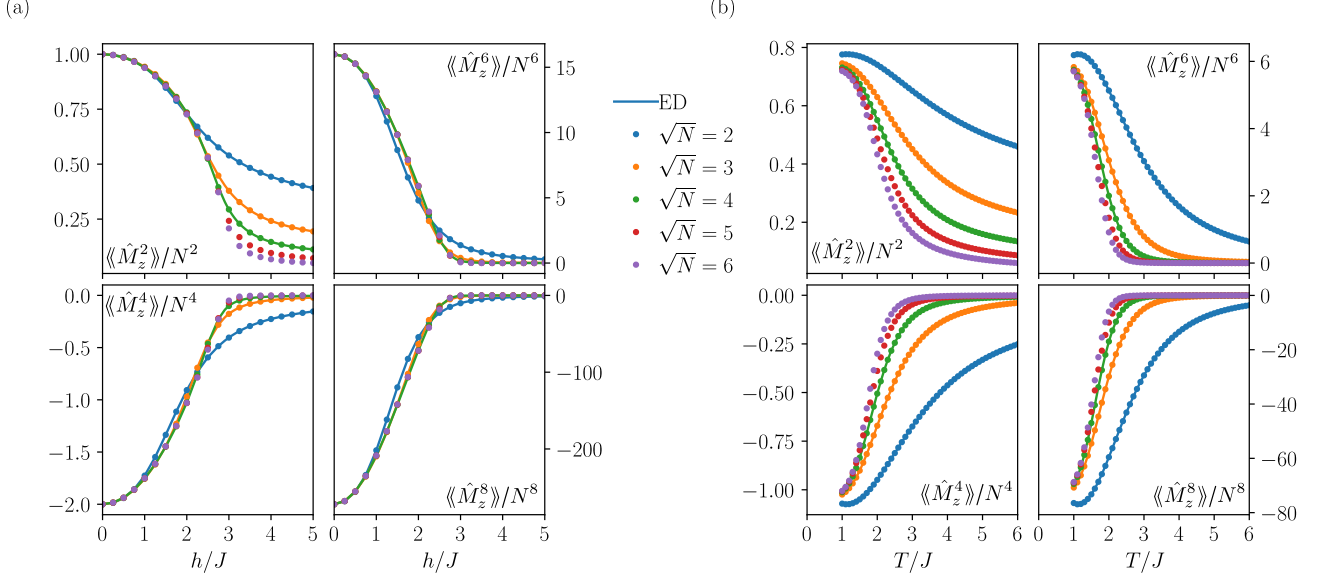 (a)
1.00
0.75
0.50
0.25
⟪M̂_z^2⟫/N^2
⟪M̂_z^6⟫/N^6
15
10
5
0
0.0
−0.5
−1.0
−1.5
−2.0
⟪M̂_z^4⟫/N^4
0 1 2 3 4 5
h/J
⟪M̂_z^8⟫/N^8
0
−100
−200
0 1 2 3 4 5
h/J
ED
√N = 2
√N = 3
√N = 4
√N = 5
√N = 6
(b)
0.8
0.6
0.4
0.2
⟪M̂_z^2⟫/N^2
⟪M̂_z^6⟫/N^6
6
4
2
0
0.00
−0.25
−0.50
−0.75
−1.00
⟪M̂_z^4⟫/N^4
0 1 2 3 4 5 6
T/J
⟪M̂_z^8⟫/N^8
0
−20
−40
−60
−80
0 1 2 3 4 5 6
T/J